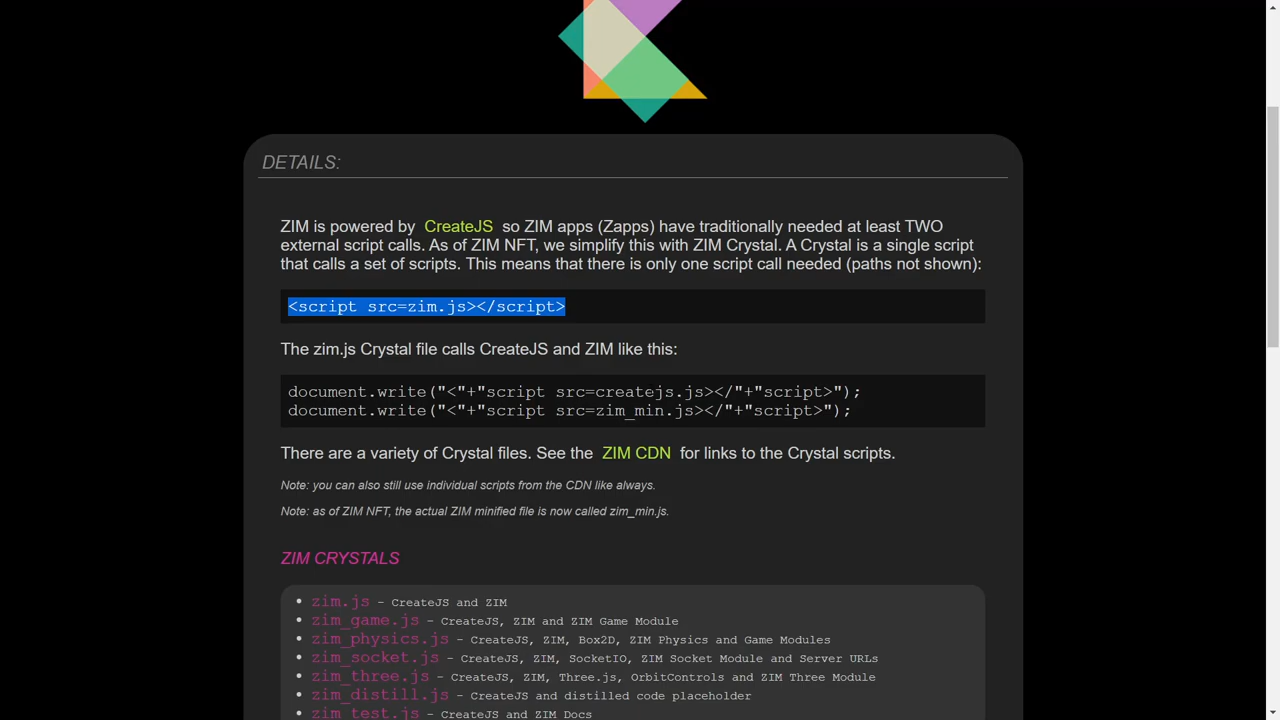 DETAILS:
ZIM is powered by CreateJS so ZIM apps (Zapps) have traditionally needed at least TWO
external script calls. As of ZIM NFT, we simplify this with ZIM Crystal. A Crystal is a single script
that calls a set of scripts. This means that there is only one script call needed (paths not shown):
<script src=zim.js></script>
The zim.js Crystal file calls CreateJS and ZIM like this:
document.write("<"+"script src=createjs.js></"+"script>");
document.write("<"+"script src=zim_min.js></"+"script>");
There are a variety of Crystal files. See the ZIM CDN for links to the Crystal scripts.
Note: you can also still use individual scripts from the CDN like always.
Note: as of ZIM NFT, the actual ZIM minified file is now called zim_min.js.
ZIM CRYSTALS
• zim.js - CreateJS and ZIM
• zim_game.js - CreateJS, ZIM and ZIM Game Module
• zim_physics.js - CreateJS, ZIM, Box2D, ZIM Physics and Game Modules
• zim_socket.js - CreateJS, ZIM, SocketIO, ZIM Socket Module and Server URLs
• zim_three.js - CreateJS, ZIM, Three.js, OrbitControls and ZIM Three Module
• zim_distill.js - CreateJS and distilled code placeholder
• zim_test.js - CreateJS and ZIM Docs